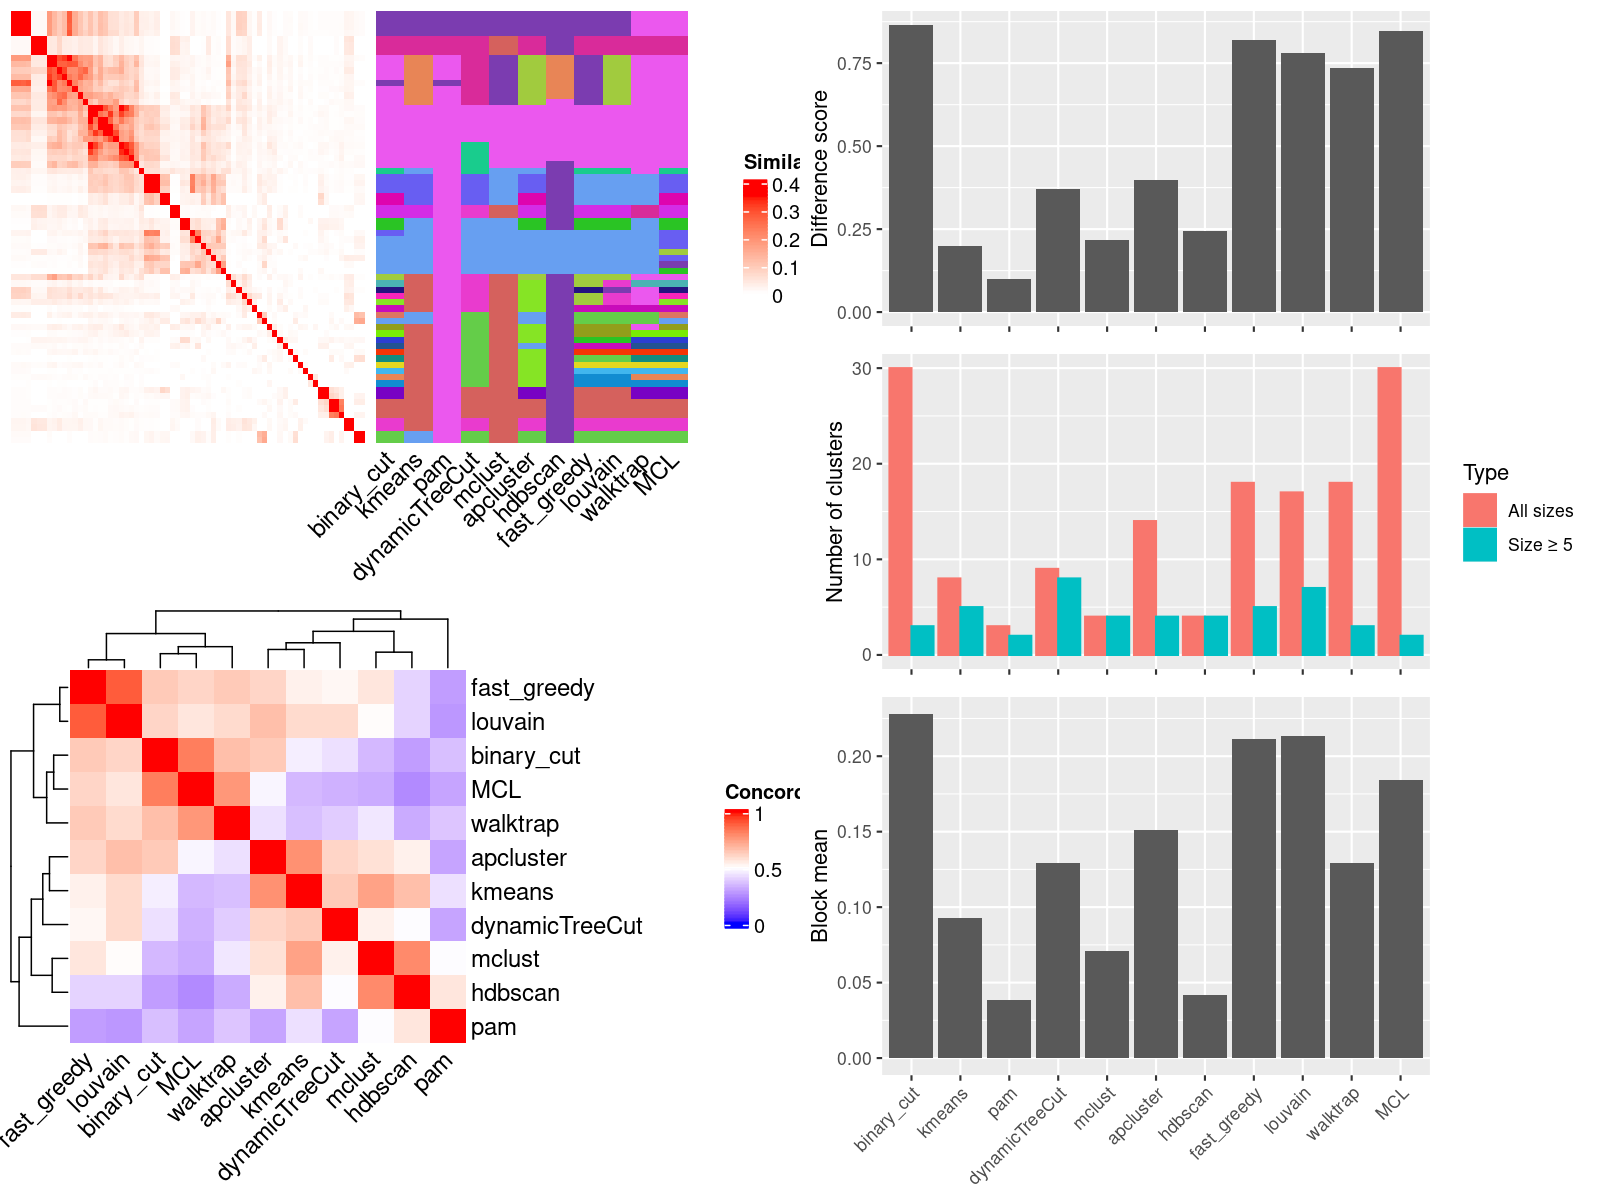 Simila
0.4
0.3
0.2
0.1
0
binary_cut
kmeans
pam
dynamicTreeCut
mclust
apcluster
hdbscan
fast_greedy
louvain
walktrap
MCL
fast_greedy
louvain
binary_cut
MCL
walktrap
apcluster
kmeans
dynamicTreeCut
mclust
hdbscan
pam
Concord
1
0.5
0
fast_greedy
louvain
binary_cut
MCL
walktrap
apcluster
kmeans
dynamicTreeCut
mclust
hdbscan
pam
Difference score
0.75
0.50
0.25
0.00
Number of clusters
30
20
10
0
Type
All sizes
Size ≥ 5
Block mean
0.20
0.15
0.10
0.05
0.00
binary_cut
kmeans
pam
dynamicTreeCut
mclust
apcluster
hdbscan
fast_greedy
louvain
walktrap
MCL